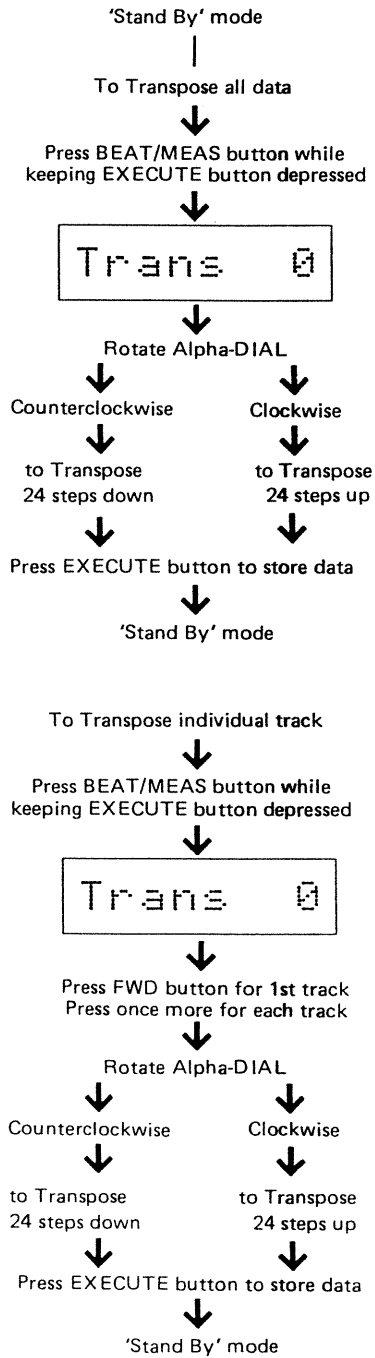 'Stand By' mode
To Transpose all data
Press BEAT/MEAS button while
keeping EXECUTE button depressed
Trans 0
Rotate Alpha-DIAL
Counterclockwise Clockwise
to Transpose to Transpose
24 steps down 24 steps up
Press EXECUTE button to store data
'Stand By' mode
To Transpose individual track
Press BEAT/MEAS button while
keeping EXECUTE button depressed
Trans 0
Press FWD button for 1st track
Press once more for each track
Rotate Alpha-DIAL
Counterclockwise Clockwise
to Transpose to Transpose
24 steps down 24 steps up
Press EXECUTE button to store data
'Stand By' mode